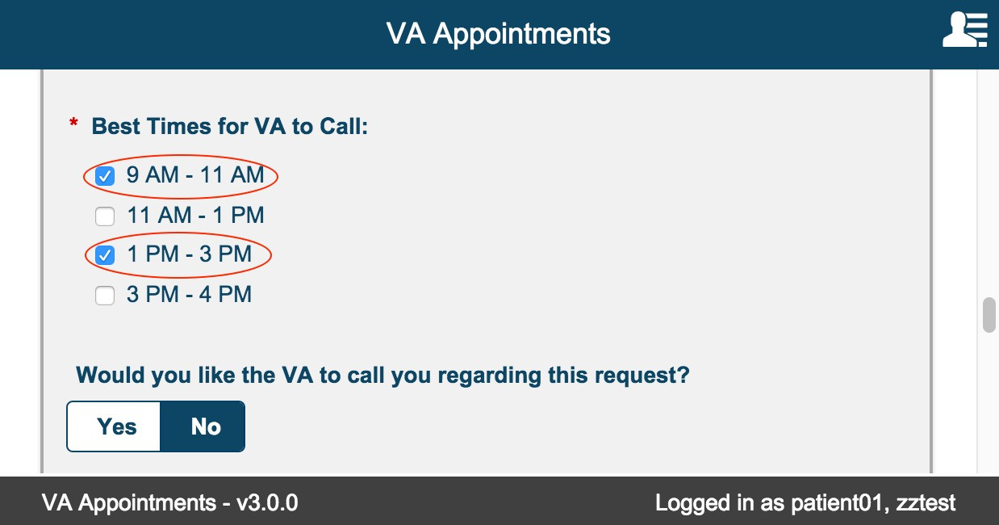 VA Appointments
* Best Times for VA to Call:
9 AM - 11 AM
11 AM - 1 PM
1 PM - 3 PM
3 PM - 4 PM
Would you like the VA to call you regarding this request?
Yes No
VA Appointments - v3.0.0 Logged in as patient01, zztest